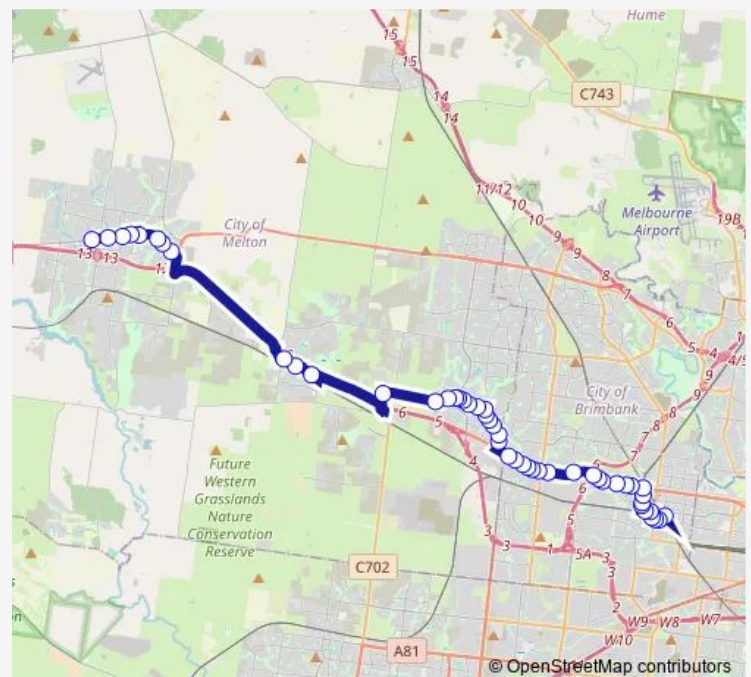 15
15
Hume
14
14
C743
11/12
10
10
Melbourne
Airport
19B
9
9
City of
Melton
13
13
8
7
6
5
4
4/5
9
9
8
8
7
7
City of
Brimbank
6
5
4
6
6
5
5A
Future
Western
Grasslands
Nature
Conservation
Reserve
3
3
1
3
3
2
C702
W9
W8
W7
W10
A81
© OpenStreetMap contributors